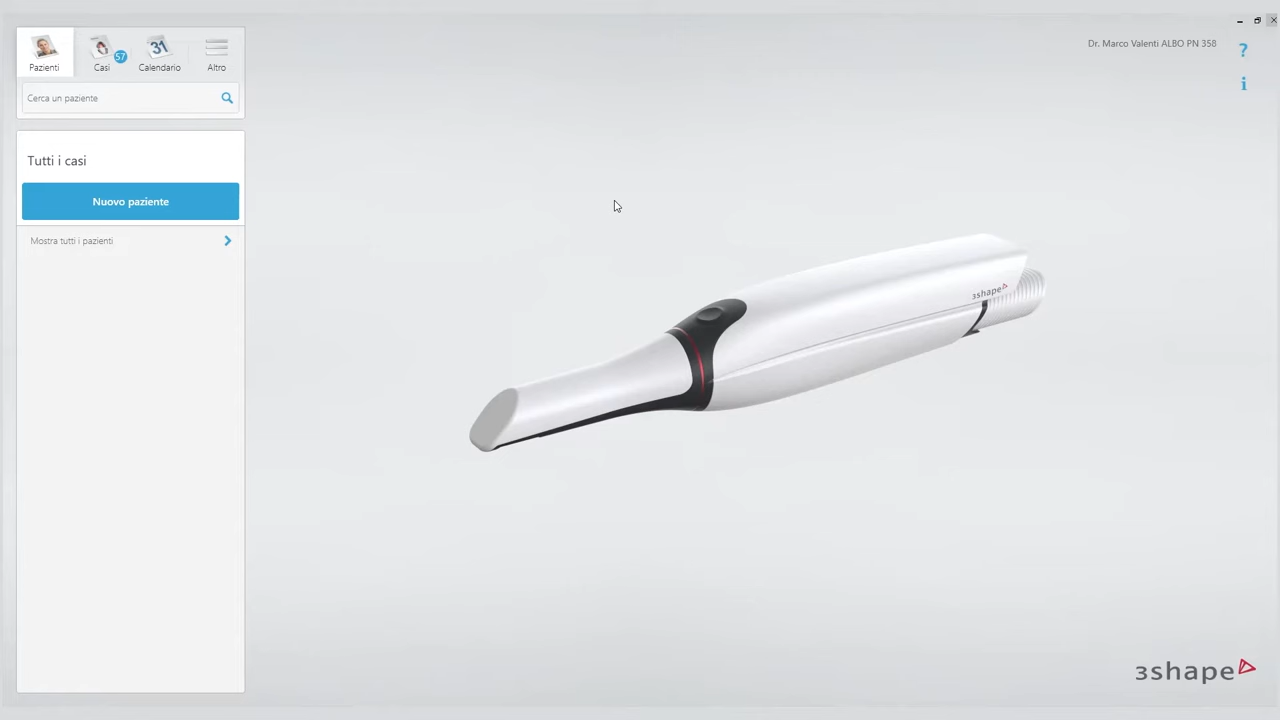 Pazienti
Casi
57
31
Calendario
Altro
Cerca un paziente
Tutti i casi
Nuovo paziente
Mostra tutti i pazienti
Dr. Marco Valenti ALBO PN 358
?
i
3shape
3shape